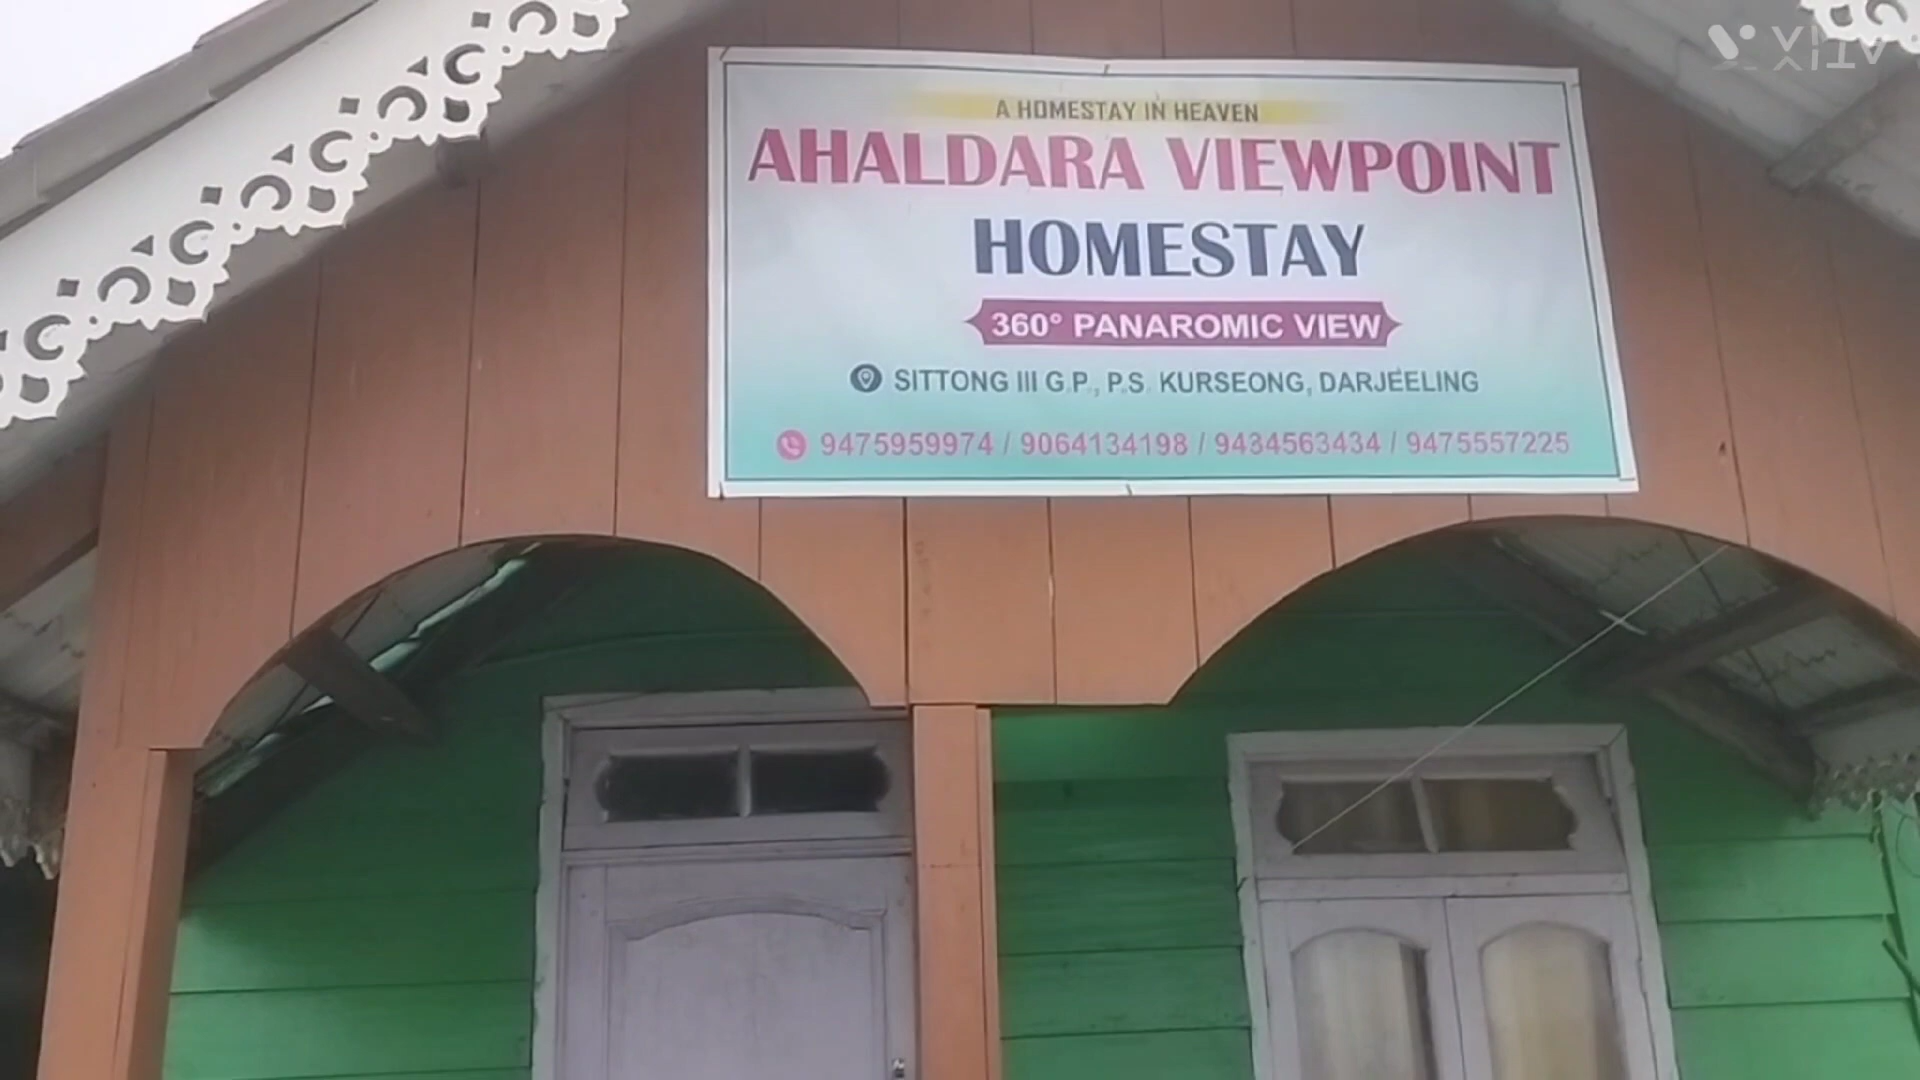 A HOMESTAY IN HEAVEN
AHALDARA VIEWPOINT
HOMESTAY
360° PANAROMIC VIEW
SITTONG III G.P., P.S. KURSEONG, DARJEELING
9475959974 / 9064134198 / 9434563434 / 9475557225